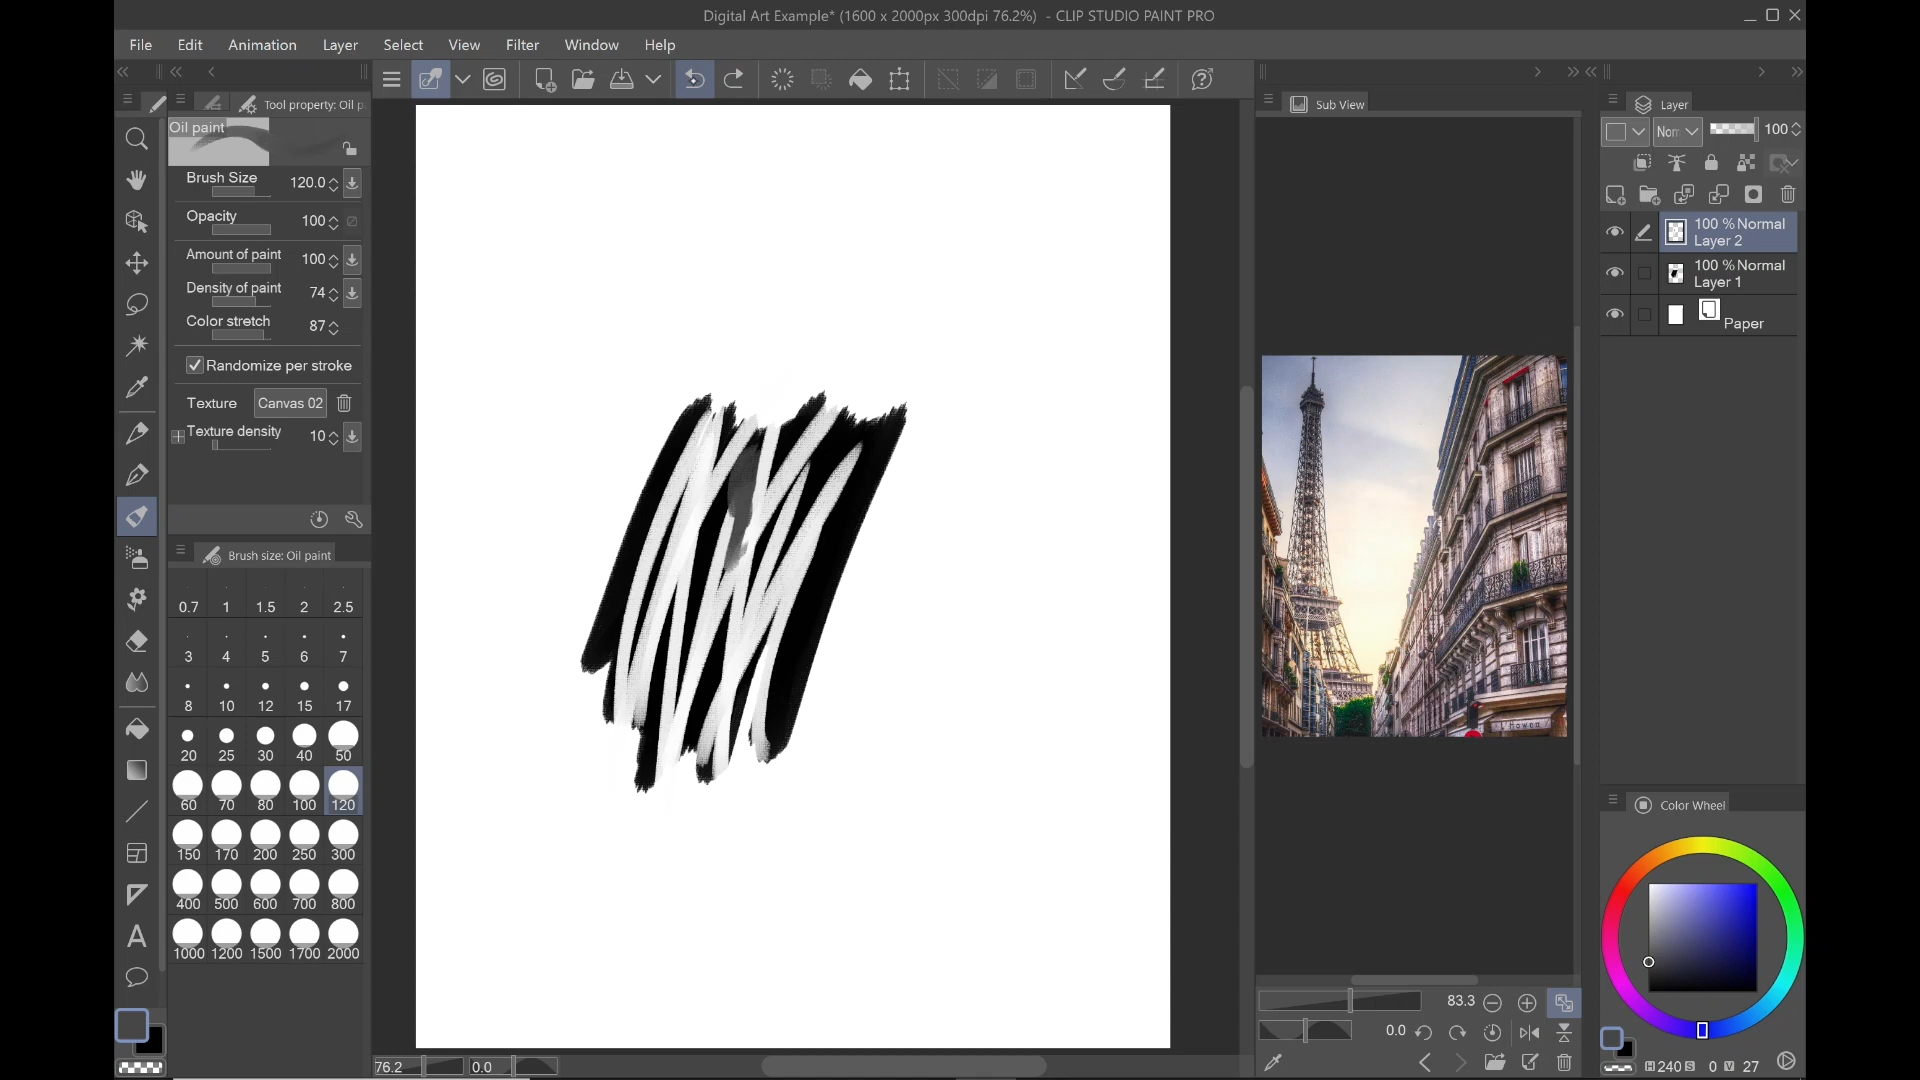 Digital Art Example* (1600 x 2000px 300dpi 76.2%) - CLIP STUDIO PAINT PRO
File Edit Animation Layer Select View Filter Window Help
Tool property: Oil p
Oil paint
Brush Size 120.0
Opacity 100
Amount of paint 100
Density of paint 74
Color stretch 87
Randomize per stroke
Texture Canvas 02
Texture density 10
Brush size: Oil paint
0.7 1 1.5 2 2.5
3 4 5 6 7
8 10 12 15 17
20 25 30 40 50
60 70 80 100 120
150 170 200 250 300
400 500 600 700 800
1000 1200 1500 1700 2000
76.2 0.0
Sub View
83.3
0.0
Layer
Nor 100
100 % Normal
Layer 2
100 % Normal
Layer 1
Paper
Color Wheel
H 240 S 0 V 27